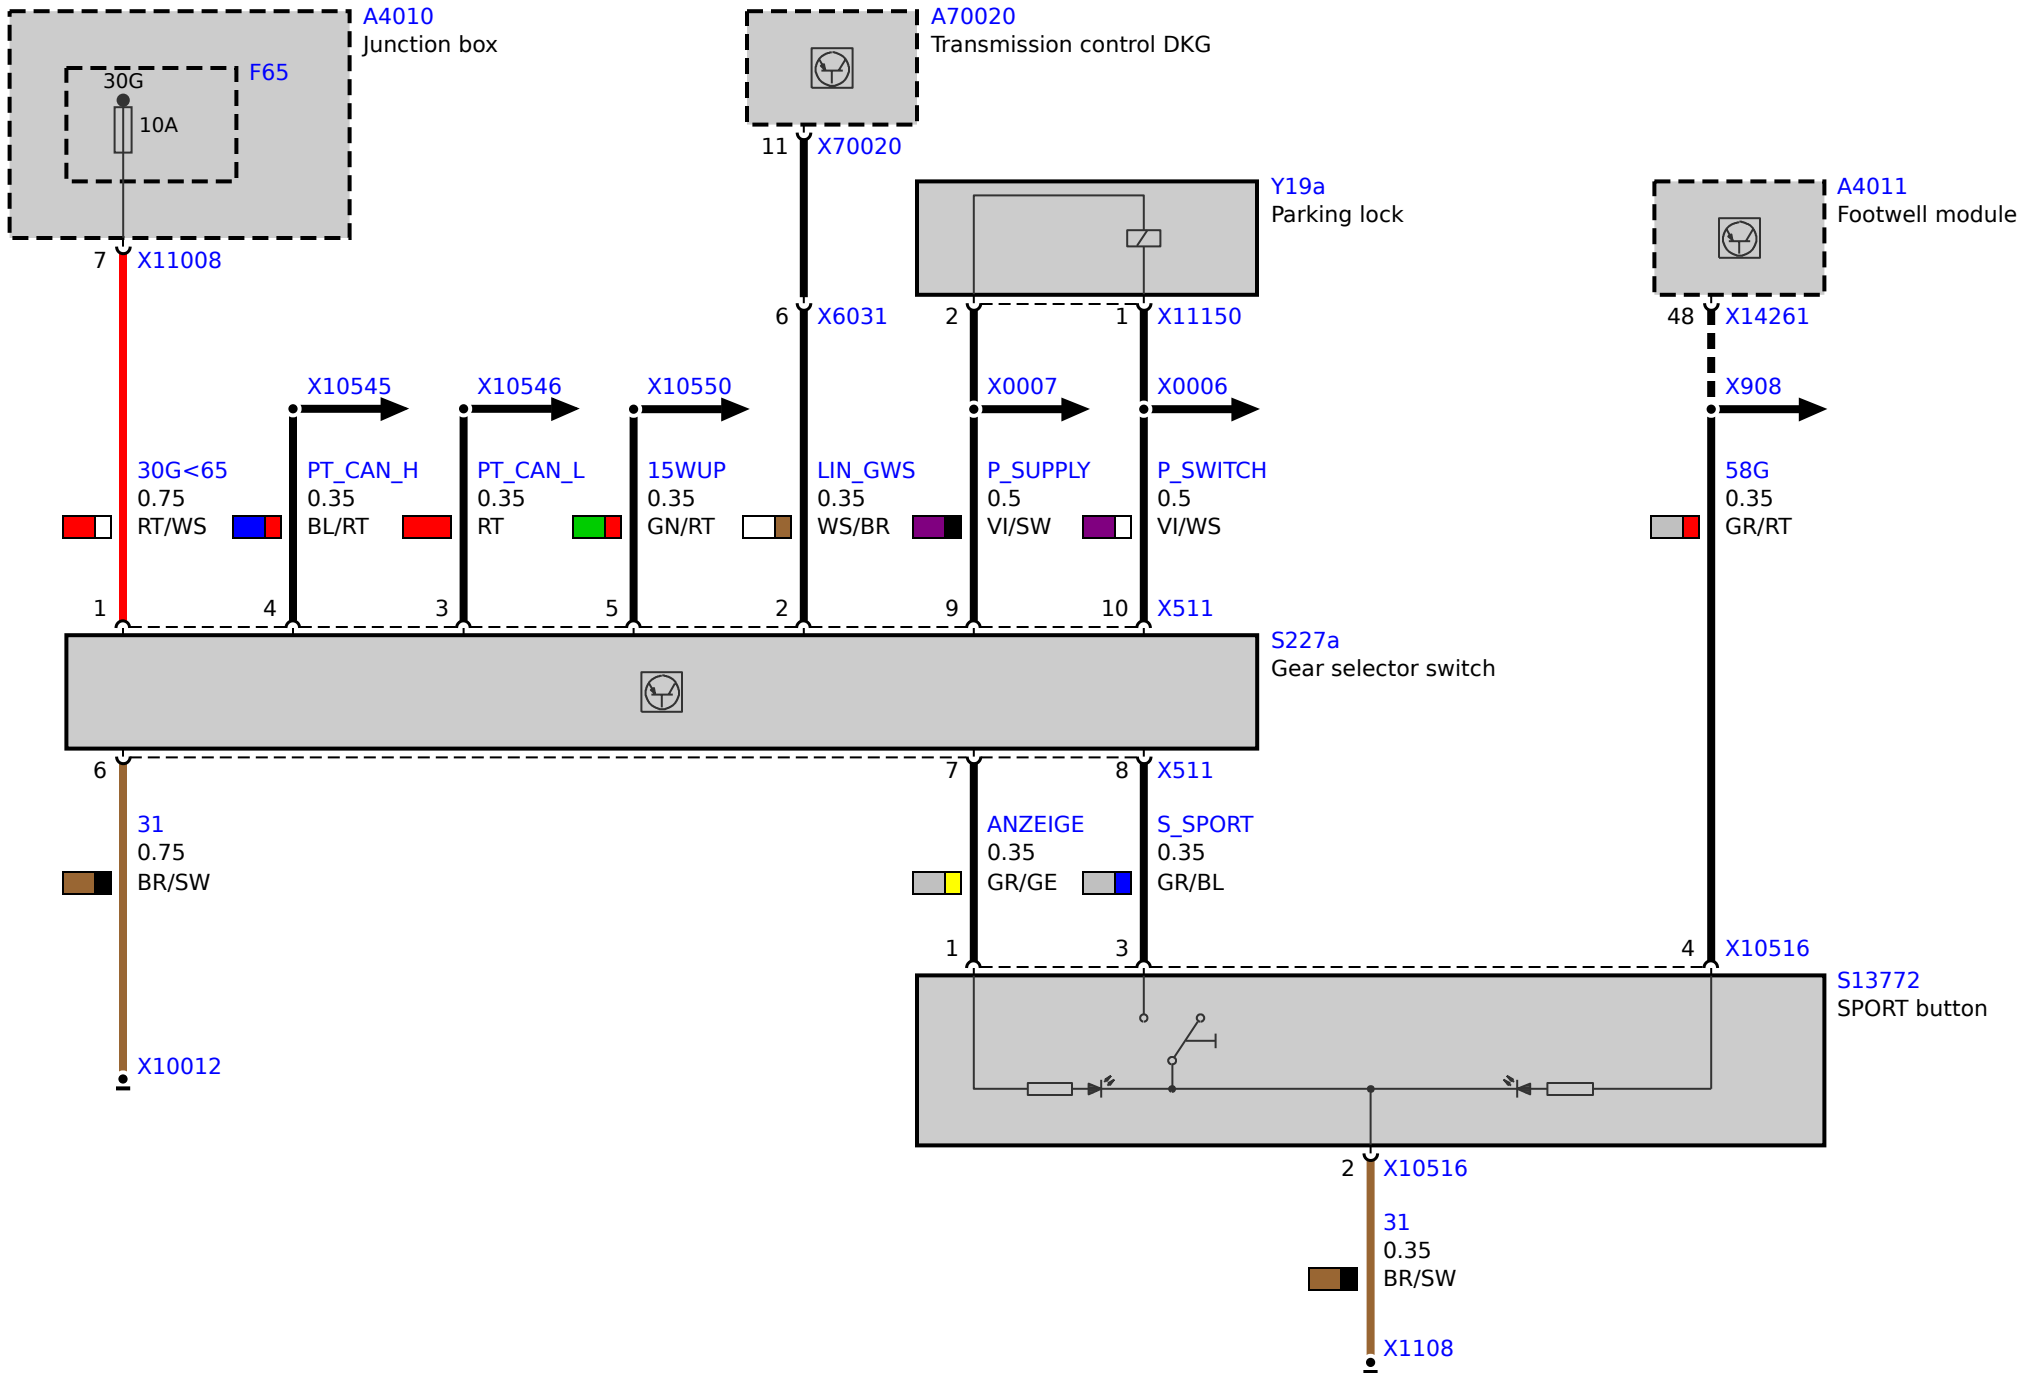 A4010
Junction box
F65
30G
10A
7 X11008
A70020
Transmission control DKG
11 X70020
6 X6031
Y19a
Parking lock
2
1 X11150
A4011
Footwell module
48 X14261
X10545
X10546
X10550
X0007
X0006
X908
30G<65
0.75
RT/WS
PT_CAN_H
0.35
BL/RT
PT_CAN_L
0.35
RT
15WUP
0.35
GN/RT
LIN_GWS
0.35
WS/BR
P_SUPPLY
0.5
VI/SW
P_SWITCH
0.5
VI/WS
58G
0.35
GR/RT
1
4
3
5
2
9
10 X511
S227a
Gear selector switch
6
7
8 X511
31
0.75
BR/SW
ANZEIGE
0.35
GR/GE
S_SPORT
0.35
GR/BL
1
3
4 X10516
S13772
SPORT button
X10012
2 X10516
31
0.35
BR/SW
X1108